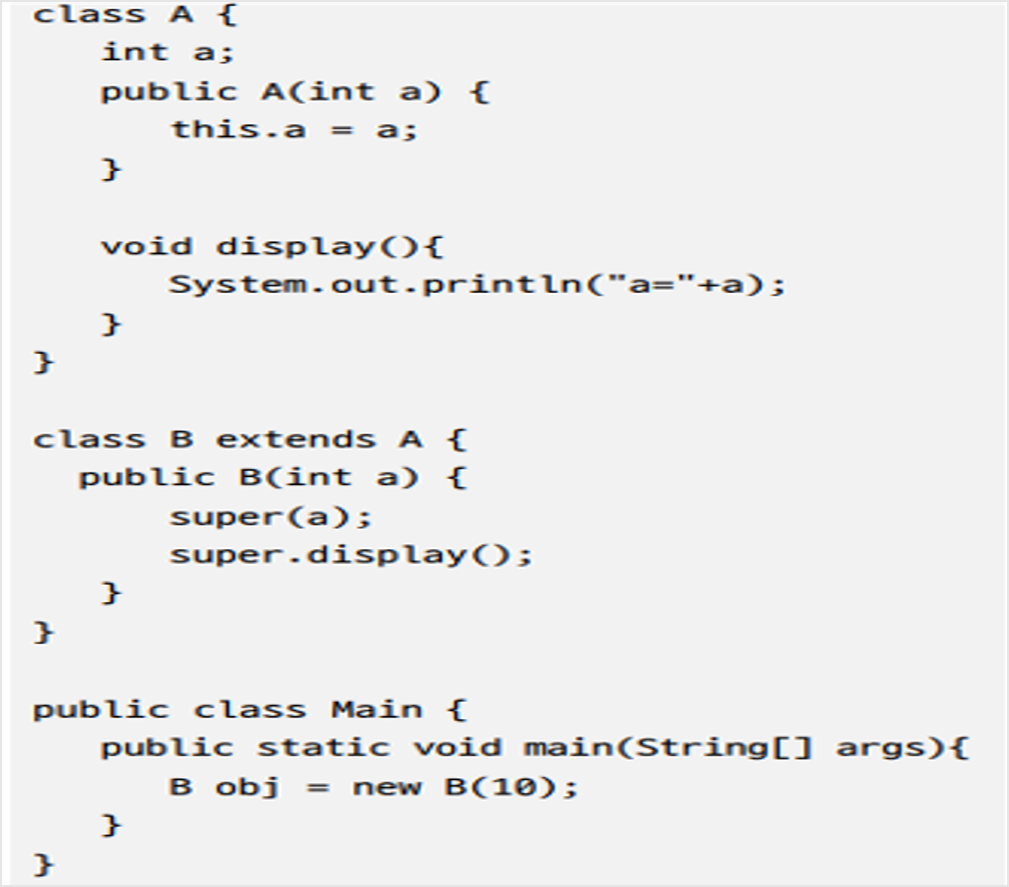 class A {
int a;
public A(int a) {
this.a = a;
}
void display(){
System.out.println("a="+a);
}
}
class B extends A {
public B(int a) {
super(a);
super.display();
}
}
public class Main {
public static void main(String[] args){
B obj = new B(10);
}
}